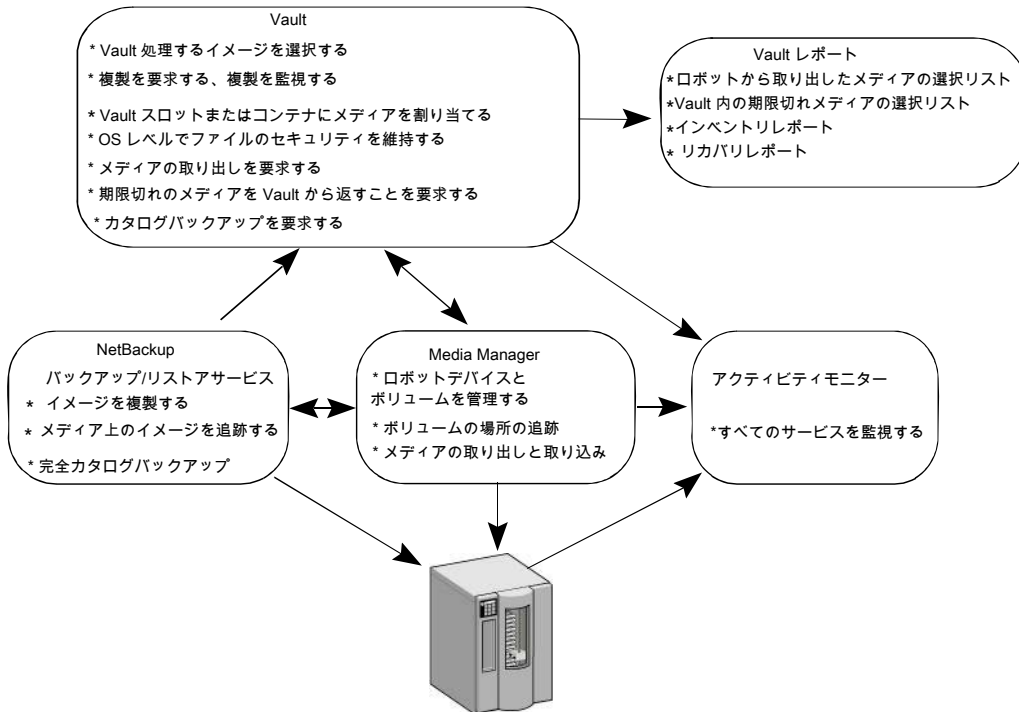 Vault
* Vault 処理するイメージを選択する
* 複製を要求する、複製を監視する
* Vault スロットまたはコンテナにメディアを割り当てる
* OS レベルでファイルのセキュリティを維持する
* メディアの取り出しを要求する
* 期限切れのメディアを Vault から返すことを要求する
* カタログバックアップを要求する
Vault レポート
*ロボットから取り出したメディアの選択リスト
*Vault 内の期限切れメディアの選択リスト
*インベントリレポート
* リカバリレポート
NetBackup
バックアップ/リストアサービス
* イメージを複製する
* メディア上のイメージを追跡する
* 完全カタログバックアップ
Media Manager
* ロボットデバイスと
ボリュームを管理する
* ボリュームの場所の追跡
* メディアの取り出しと取り込み
アクティビティモニター
*すべてのサービスを監視する